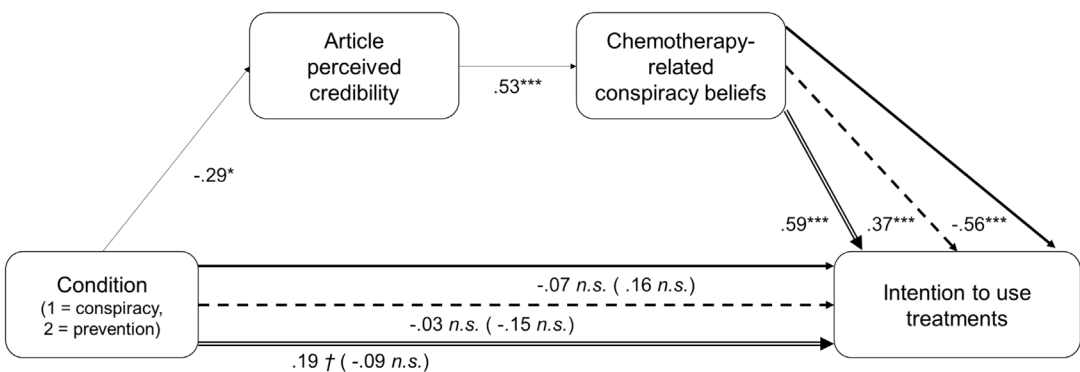 Article
perceived
credibility
Chemotherapy-
related
conspiracy beliefs
.53***
-.29*
.59***
.37***
-.56***
Condition
(1 = conspiracy,
2 = prevention)
-.07 n.s. ( .16 n.s.)
-.03 n.s. ( -.15 n.s.)
.19 † ( -.09 n.s.)
Intention to use
treatments